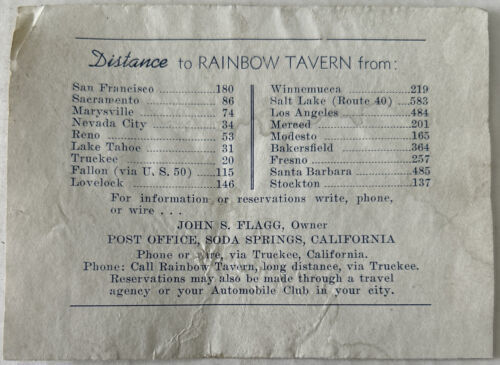 Distance to RAINBOW TAVERN from:
San Francisco 180
Sacramento 86
Marysville 74
Nevada City 34
Reno 53
Lake Tahoe 31
Truckee 20
Fallon (via U. S. 50) 115
Lovelock 146
Winnemucca 219
Salt Lake (Route 40) 583
Los Angeles 484
Merced 201
Modesto 165
Bakersfield 364
Fresno 257
Santa Barbara 485
Stockton 137
For information or reservations write, phone,
or wire . . .
JOHN S. FLAGG, Owner
POST OFFICE, SODA SPRINGS, CALIFORNIA
Phone or wire, via Truckee, California.
Phone: Call Rainbow Tavern, long distance, via Truckee.
Reservations may also be made through a travel
agency or your Automobile Club in your city.